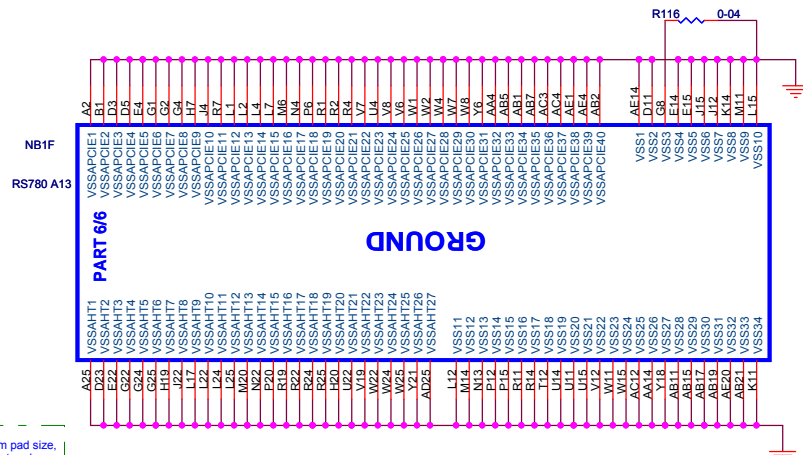 R116 0-04
A2 B1 D3 D5 E4 G1 G2 G4 H7 J4 R7 L1 L2 L4 L7 M6 N4 P6 R1 R2 R4 V7 U4 V8 V6 W1 W2 W4 W7 W8 Y6 AA4 AB5 AB1 AB7 AC3 AC4 AE1 AE4 AB2 AE14 D11 G8 E14 E15 J15 J12 K14 M11 L15
NB1F
RS780 A13
VSSAPCIE1 VSSAPCIE2 VSSAPCIE3 VSSAPCIE4 VSSAPCIE5 VSSAPCIE6 VSSAPCIE7 VSSAPCIE8 VSSAPCIE9 VSSAPCIE10 VSSAPCIE11 VSSAPCIE12 VSSAPCIE13 VSSAPCIE14 VSSAPCIE15 VSSAPCIE16 VSSAPCIE17 VSSAPCIE18 VSSAPCIE19 VSSAPCIE20 VSSAPCIE21 VSSAPCIE22 VSSAPCIE23 VSSAPCIE24 VSSAPCIE25 VSSAPCIE26 VSSAPCIE27 VSSAPCIE28 VSSAPCIE29 VSSAPCIE30 VSSAPCIE31 VSSAPCIE32 VSSAPCIE33 VSSAPCIE34 VSSAPCIE35 VSSAPCIE36 VSSAPCIE37 VSSAPCIE38 VSSAPCIE39 VSSAPCIE40 VSS1 VSS2 VSS3 VSS4 VSS5 VSS6 VSS7 VSS8 VSS9 VSS10
PART 6/6
GROUND
VSSAHT1 VSSAHT2 VSSAHT3 VSSAHT4 VSSAHT5 VSSAHT6 VSSAHT7 VSSAHT8 VSSAHT9 VSSAHT10 VSSAHT11 VSSAHT12 VSSAHT13 VSSAHT14 VSSAHT15 VSSAHT16 VSSAHT17 VSSAHT18 VSSAHT19 VSSAHT20 VSSAHT21 VSSAHT22 VSSAHT23 VSSAHT24 VSSAHT25 VSSAHT26 VSSAHT27 VSS11 VSS12 VSS13 VSS14 VSS15 VSS16 VSS17 VSS18 VSS19 VSS20 VSS21 VSS22 VSS23 VSS24 VSS25 VSS26 VSS27 VSS28 VSS29 VSS30 VSS31 VSS32 VSS33 VSS34
A25 D23 E22 G22 G24 G25 H19 J22 L17 L22 L24 L25 M20 N22 P20 R19 R22 R24 R25 H20 U22 V19 W22 W24 W25 Y21 AD25 L12 M14 N13 P12 P15 R11 R14 T12 U14 U11 U15 V12 W11 W15 AC12 AA14 Y18 AB11 AB15 AB17 AB19 AE20 AB21 K11
m pad size,